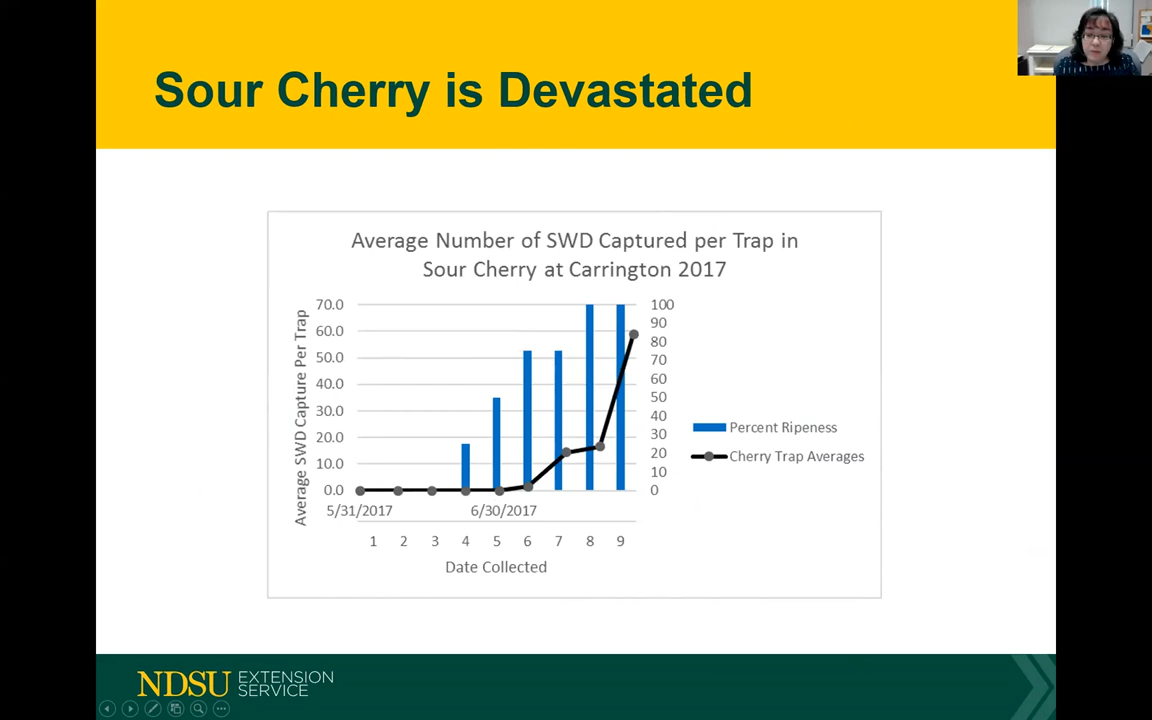 Sour Cherry is Devastated
Average Number of SWD Captured per Trap in
Sour Cherry at Carrington 2017
Average SWD Capture Per Trap
70.0
60.0
50.0
40.0
30.0
20.0
10.0
0.0
100
90
80
70
60
50
40
30
20
10
0
5/31/2017 6/30/2017
1 2 3 4 5 6 7 8 9
Date Collected
Percent Ripeness
Cherry Trap Averages
NDSU EXTENSION
SERVICE